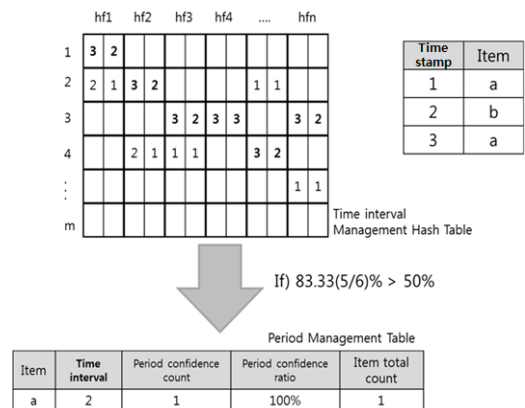 hf1 hf2 hf3 hf4 .... hfn
1 3 2
2 2 1 3 2 1 1
3 3 2 3 3 3 2
4 2 1 1 1 3 2
⋮ 1 1
m
Time stamp Item
1 a
2 b
3 a
Time interval
Management Hash Table
If) 83.33(5/6)% > 50%
Period Management Table
Item Time interval Period confidence count Period confidence ratio Item total count
a 2 1 100% 1